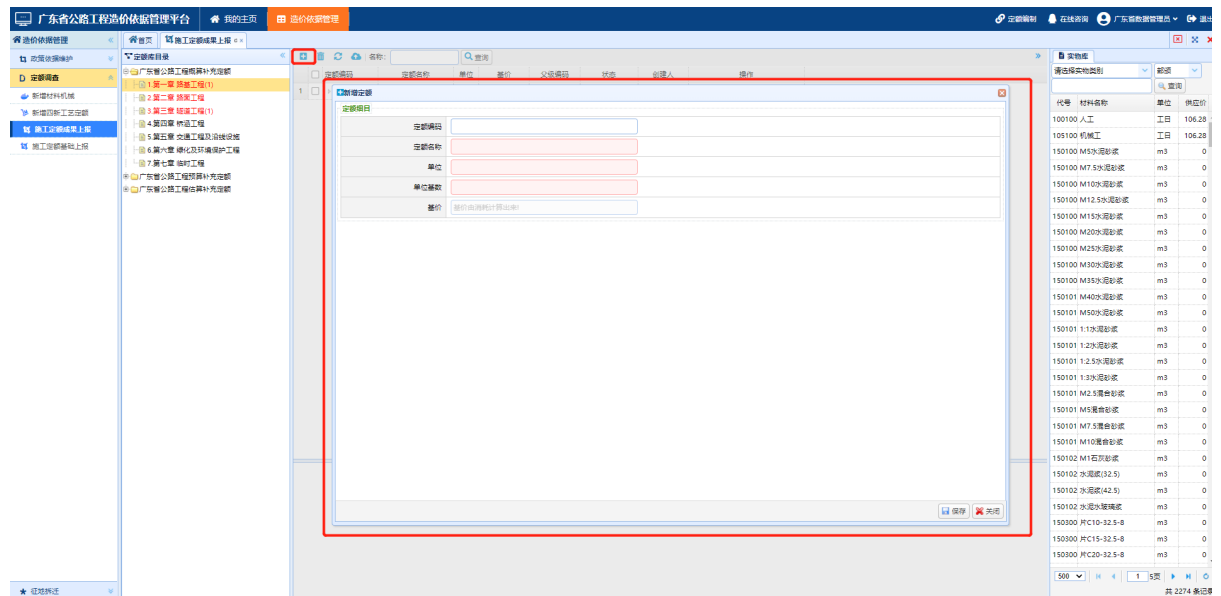 广东省公路工程造价依据管理平台 我的主页 造价依据管理 定额编制 在线咨询 广东省数据管理员
造价依据管理
政策依据维护
D 定额调查
新增材料机械
新增四新工艺定额
施工定额成果上报
施工定额基础上报
征地拆迁
首页 施工定额成果上报
定额库目录
广东省公路工程概算补充定额
1.第一章 路基工程(1)
2.第二章 路面工程
3.第三章 隧道工程(1)
4.第四章 桥涵工程
5.第五章 交通工程及沿线设施
6.第六章 绿化及环境保护工程
7.第七章 临时工程
广东省公路工程预算补充定额
广东省公路工程估算补充定额
名称: 查询
定额编码 定额名称 单位 基价 父级编码 状态 创建人 操作
1
新增定额
定额项目
定额编码
定额名称
单位
单位基数
基价 基价由消耗计算出来!
保存 关闭
实物库
请选择实物类别 部颁
查询
代号 材料名称 单位 供应价
100100 人工 工日 106.28
105100 机械工 工日 106.28
150100 M5水泥砂浆 m3 0
150100 M7.5水泥砂浆 m3 0
150100 M10水泥砂浆 m3 0
150100 M12.5水泥砂浆 m3 0
150100 M15水泥砂浆 m3 0
150100 M20水泥砂浆 m3 0
150100 M25水泥砂浆 m3 0
150100 M30水泥砂浆 m3 0
150100 M35水泥砂浆 m3 0
150101 M40水泥砂浆 m3 0
150101 M50水泥砂浆 m3 0
150101 1:1水泥砂浆 m3 0
150101 1:2水泥砂浆 m3 0
150101 1:2.5水泥砂浆 m3 0
150101 1:3水泥砂浆 m3 0
150101 M2.5混合砂浆 m3 0
150101 M5混合砂浆 m3 0
150101 M7.5混合砂浆 m3 0
150101 M10混合砂浆 m3 0
150102 M1石灰砂浆 m3 0
150102 水泥浆(32.5) m3 0
150102 水泥浆(42.5) m3 0
150102 水泥水玻璃浆 m3 0
150300 片C10-32.5-8 m3 0
150300 片C15-32.5-8 m3 0
150300 片C20-32.5-8 m3 0
500 1 5页
共 2274 条记录